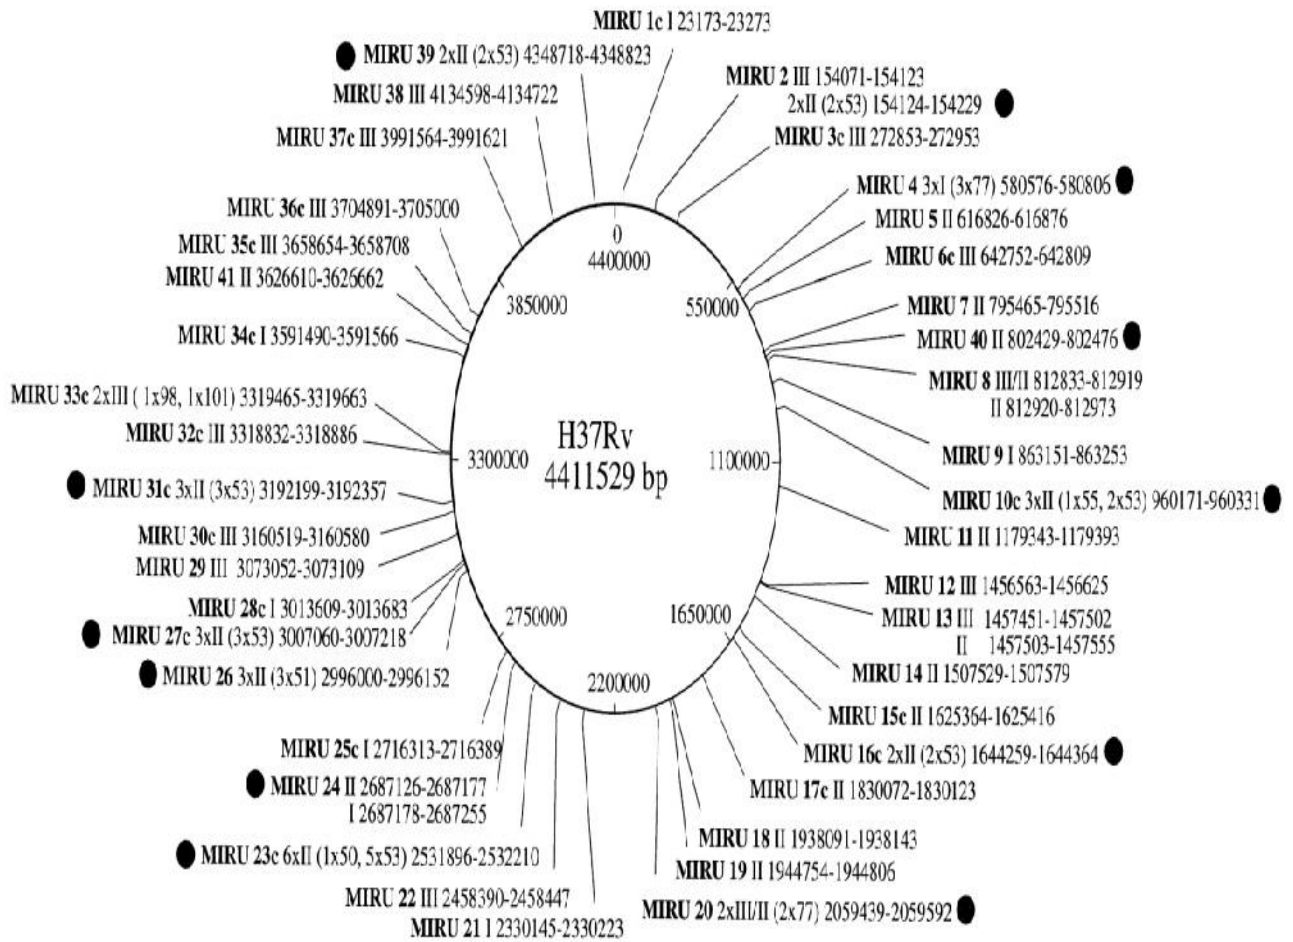 MIRU 1c I 23173-23273
MIRU 39 2xII (2x53) 4348718-4348823
MIRU 2 III 154071-154123
2xII (2x53) 154124-154229
MIRU 38 III 4134598-4134722
MIRU 3c III 272853-272953
MIRU 37c III 3991564-3991621
MIRU 4 3xI (3x77) 580576-580806
MIRU 36c III 3704891-3705000
MIRU 5 II 616826-616876
MIRU 35c III 3658654-3658708
MIRU 6c III 642752-642809
MIRU 41 II 3626610-3626662
MIRU 7 II 795465-795516
MIRU 34c I 3591490-3591566
MIRU 40 II 802429-802476
MIRU 8 III/II 812833-812919
II 812920-812973
MIRU 33c 2xIII ( 1x98, 1x101) 3319465-3319663
MIRU 32c III 3318832-3318886
MIRU 9 I 863151-863253
MIRU 31c 3xII (3x53) 3192199-3192357
MIRU 10c 3xII (1x55, 2x53) 960171-960331
MIRU 30c III 3160519-3160580
MIRU 11 II 1179343-1179393
MIRU 29 III 3073052-3073109
MIRU 12 III 1456563-1456625
MIRU 28c I 3013609-3013683
MIRU 13 III 1457451-1457502
II 1457503-1457555
MIRU 27c 3xII (3x53) 3007060-3007218
MIRU 26 3xII (3x51) 2996000-2996152
MIRU 14 II 1507529-1507579
MIRU 15c II 1625364-1625416
MIRU 25c I 2716313-2716389
MIRU 16c 2xII (2x53) 1644259-1644364
MIRU 24 II 2687126-2687177
I 2687178-2687255
MIRU 17c II 1830072-1830123
MIRU 23c 6xII (1x50, 5x53) 2531896-2532210
MIRU 18 II 1938091-1938143
MIRU 19 II 1944754-1944806
MIRU 22 III 2458390-2458447
MIRU 20 2xIII/II (2x77) 2059439-2059592
MIRU 21 I 2330145-2330223
0
4400000
550000
1100000
1650000
2200000
2750000
3300000
3850000
H37Rv
4411529 bp